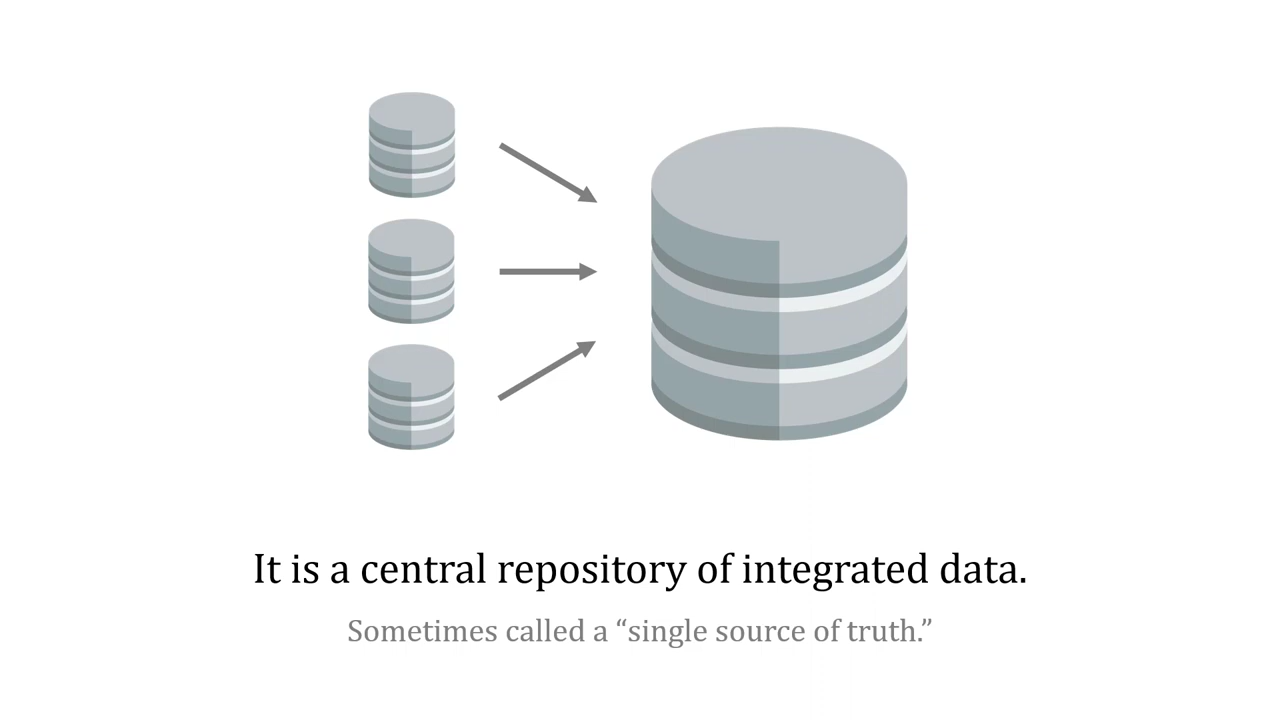 It is a central repository of integrated data.
Sometimes called a “single source of truth.”